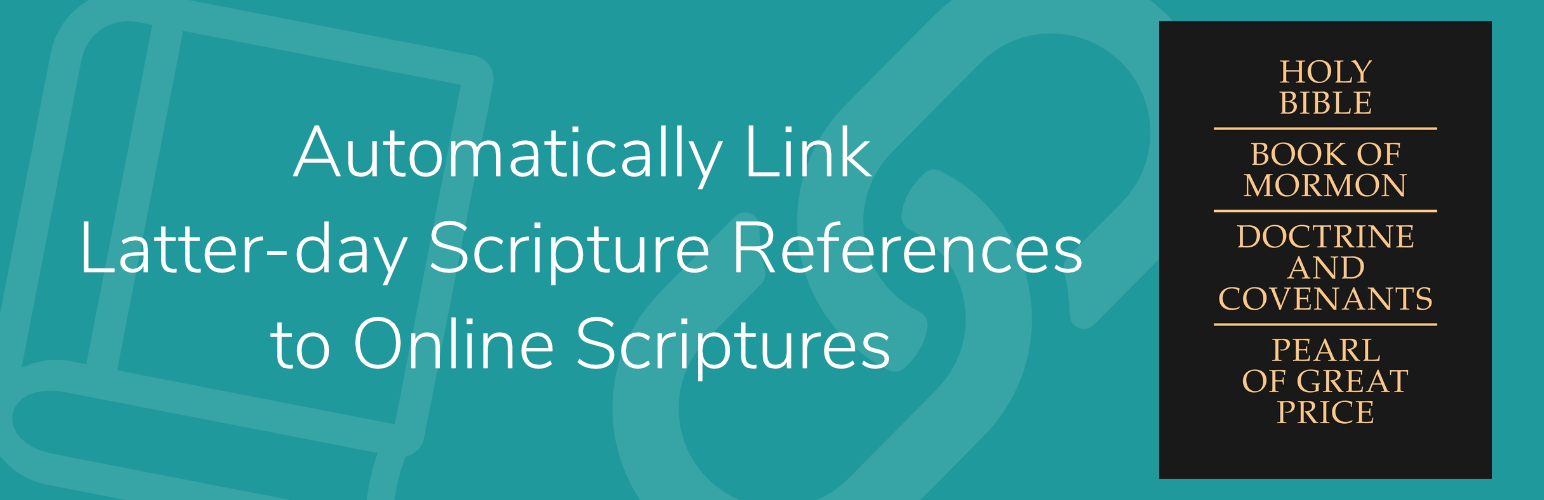 Automatically Link
Latter-day Scripture References
to Online Scriptures
HOLY
BIBLE
BOOK OF
MORMON
DOCTRINE
AND
COVENANTS
PEARL
OF GREAT
PRICE